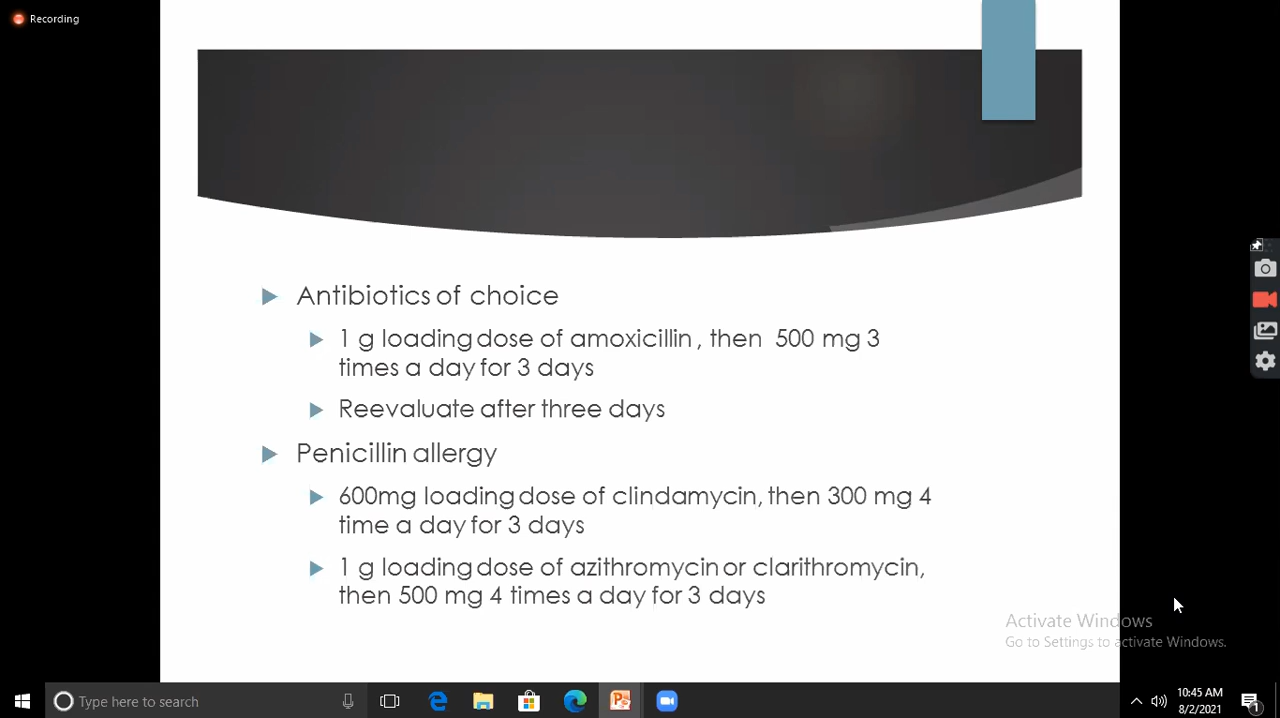 Recording
Antibiotics of choice
1 g loading dose of amoxicillin , then 500 mg 3
times a day for 3 days
Reevaluate after three days
Penicillin allergy
600mg loading dose of clindamycin, then 300 mg 4
time a day for 3 days
1 g loading dose of azithromycin or clarithromycin,
then 500 mg 4 times a day for 3 days
Activate Windows
Go to Settings to activate Windows.
Type here to search
10:45 AM
8/2/2021
1